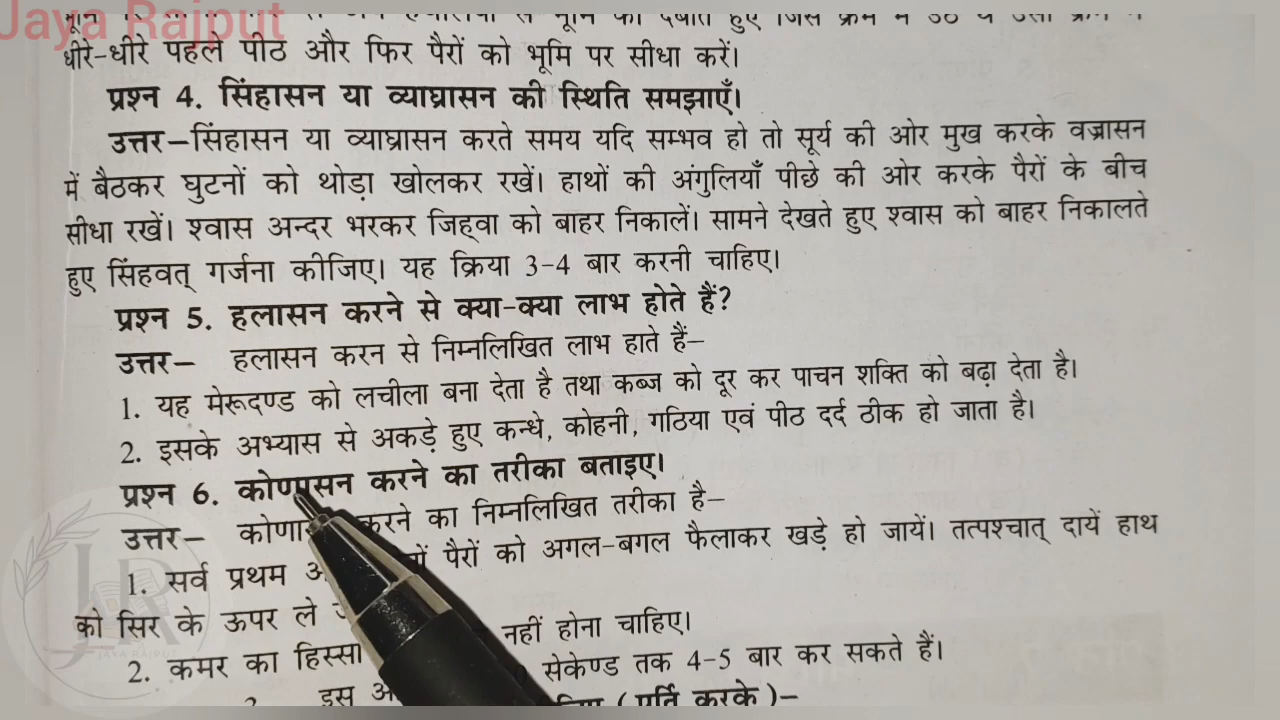 Jaya Rajput
धीरे-धीरे पहले पीठ और फिर पैरों को भूमि पर सीधा करें।
प्रश्न 4. सिंहासन या व्याघ्रासन की स्थिति समझाएँ।
उत्तर–सिंहासन या व्याघ्रासन करते समय यदि सम्भव हो तो सूर्य की ओर मुख करके वज्रासन
में बैठकर घुटनों को थोड़ा खोलकर रखें। हाथों की अंगुलियाँ पीछे की ओर करके पैरों के बीच
सीधा रखें। श्वास अन्दर भरकर जिह्वा को बाहर निकालें। सामने देखते हुए श्वास को बाहर निकालते
हुए सिंहवत् गर्जना कीजिए। यह क्रिया 3-4 बार करनी चाहिए।
प्रश्न 5. हलासन करने से क्या-क्या लाभ होते हैं?
उत्तर– हलासन करन से निम्नलिखित लाभ हाते हैं–
1. यह मेरूदण्ड को लचीला बना देता है तथा कब्ज को दूर कर पाचन शक्ति को बढ़ा देता है।
2. इसके अभ्यास से अकड़े हुए कन्धे, कोहनी, गठिया एवं पीठ दर्द ठीक हो जाता है।
प्रश्न 6. कोणासन करने का तरीका बताइए।
उत्तर– करने का निम्नलिखित तरीका है–
1. सर्व प्रथम पैरों को अगल-बगल फैलाकर खड़े हो जायें। तत्पश्चात् दायें हाथ
को सिर के ऊपर ले नहीं होना चाहिए।
2. कमर का हिस्सा सेकेण्ड तक 4-5 बार कर सकते हैं।
इस (पूर्ति करके)–
JR
JAYA RAJPUT